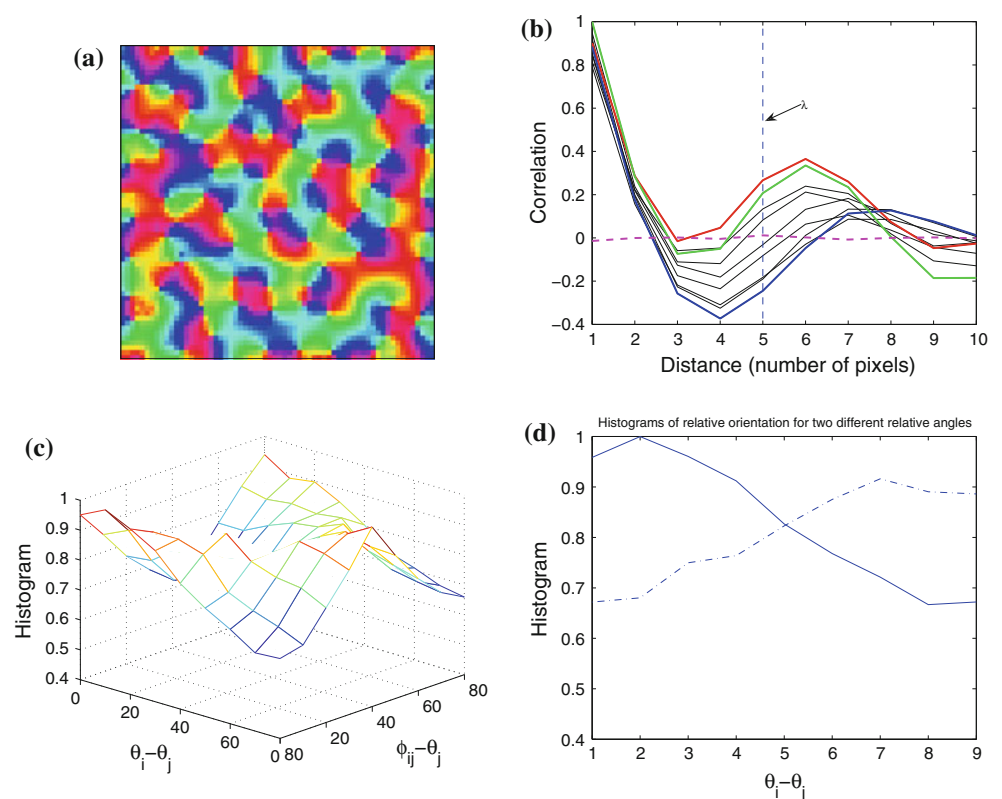 (a)
(b)
1
0.8
0.6
0.4
0.2
0
−0.2
−0.4
Correlation
λ
1 2 3 4 5 6 7 8 9 10
Distance (number of pixels)
(c)
1
0.9
0.8
0.7
0.6
0.5
0.4
Histogram
0 20 40 60 80
θi−θj
0 20 40 60 80
ϕij−θj
(d)
Histograms of relative orientation for two different relative angles
1
0.9
0.8
0.7
0.6
0.5
0.4
Histogram
1 2 3 4 5 6 7 8 9
θi−θj